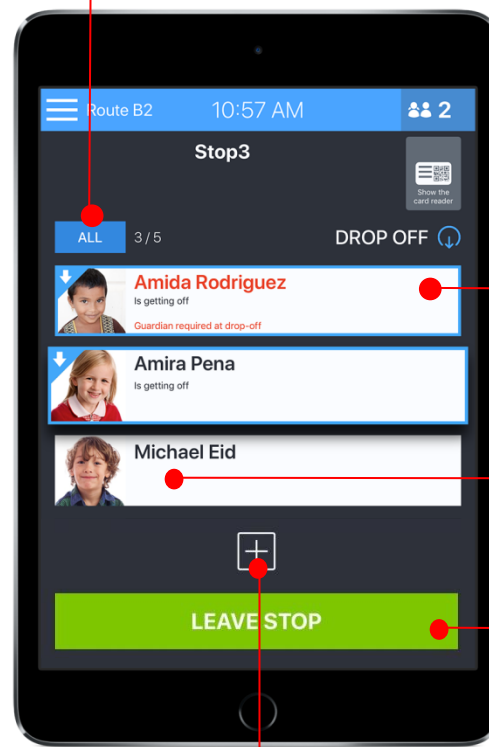 Route B2
10:57 AM
2
Stop3
Show the
card reader
ALL
3 / 5
DROP OFF
Amida Rodriguez
Is getting off
Guardian required at drop-off
Amira Pena
Is getting off
Michael Eid
LEAVE STOP